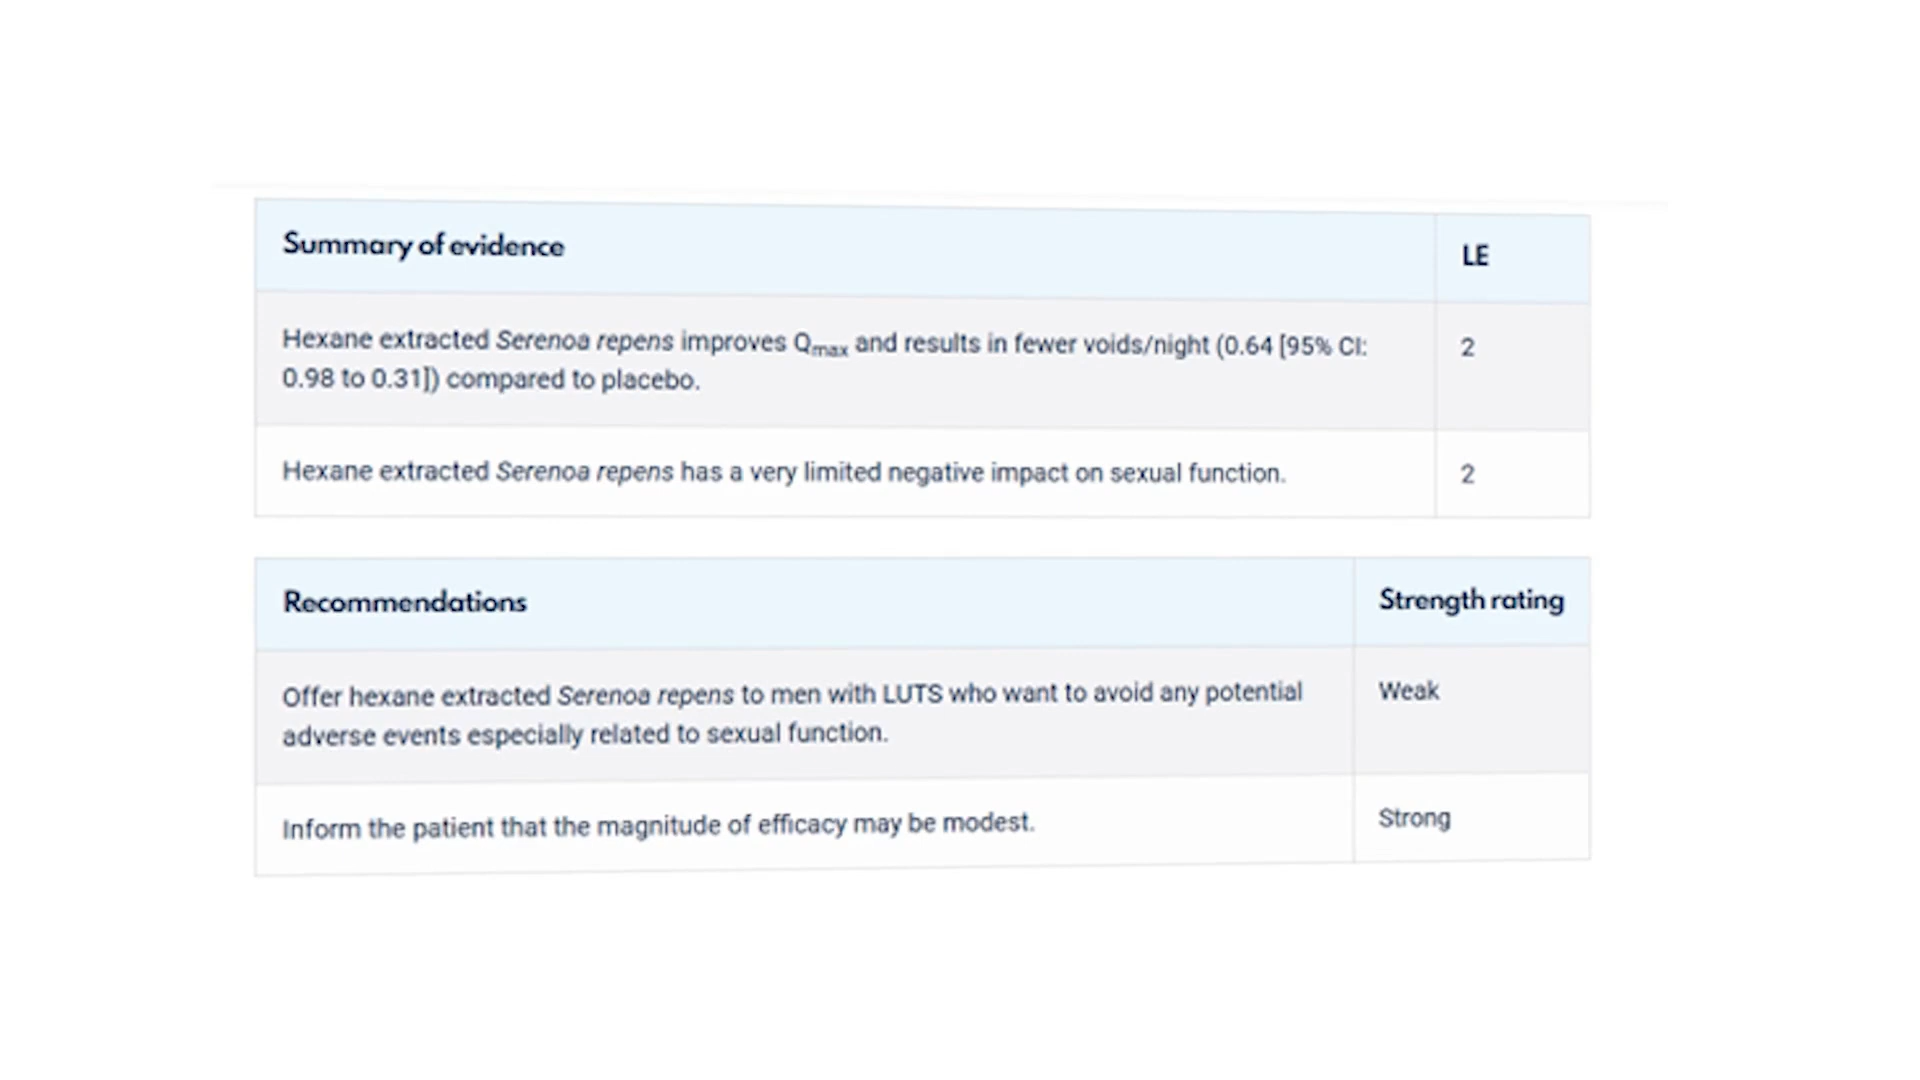 Summary of evidence
LE
Hexane extracted Serenoa repens improves Qmax and results in fewer voids/night (0.64 [95% CI:
0.98 to 0.31]) compared to placebo.
2
Hexane extracted Serenoa repens has a very limited negative impact on sexual function.
2
Recommendations
Strength rating
Offer hexane extracted Serenoa repens to men with LUTS who want to avoid any potential
adverse events especially related to sexual function.
Weak
Inform the patient that the magnitude of efficacy may be modest.
Strong